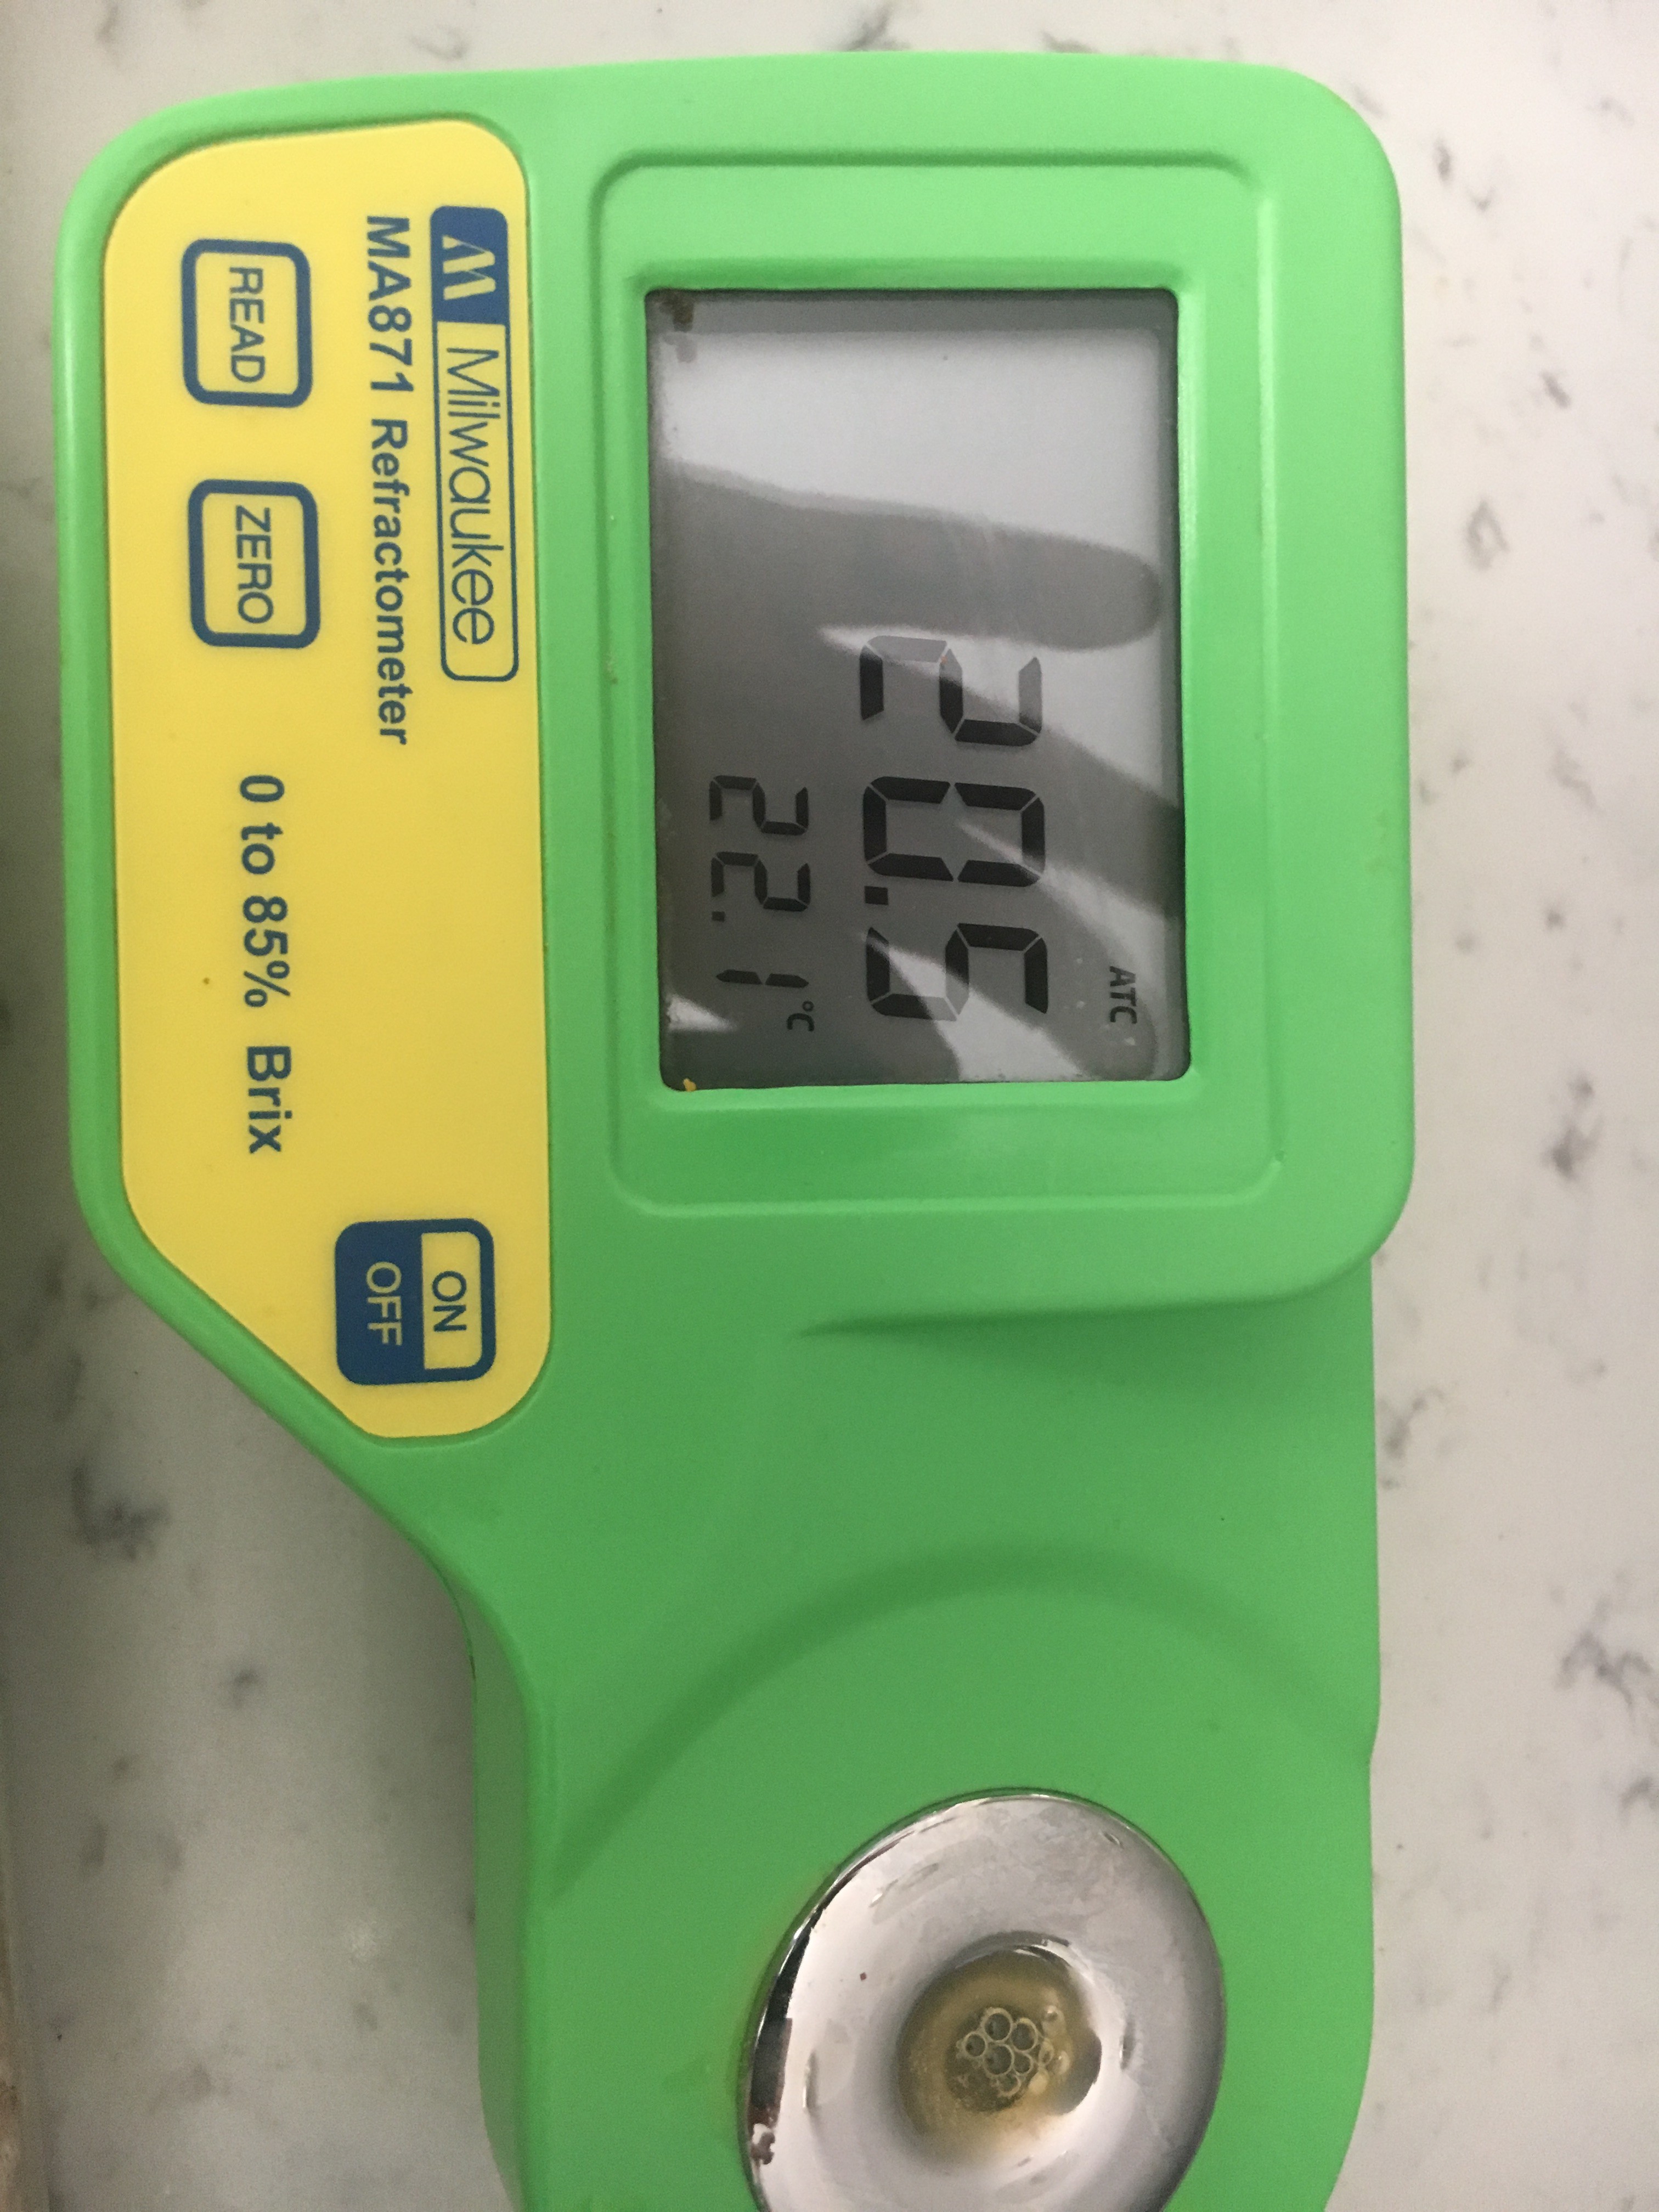 ATC
20.5
22.1 °C
Milwaukee
MA871 Refractometer
ON
OFF
READ
ZERO
0 to 85% Brix